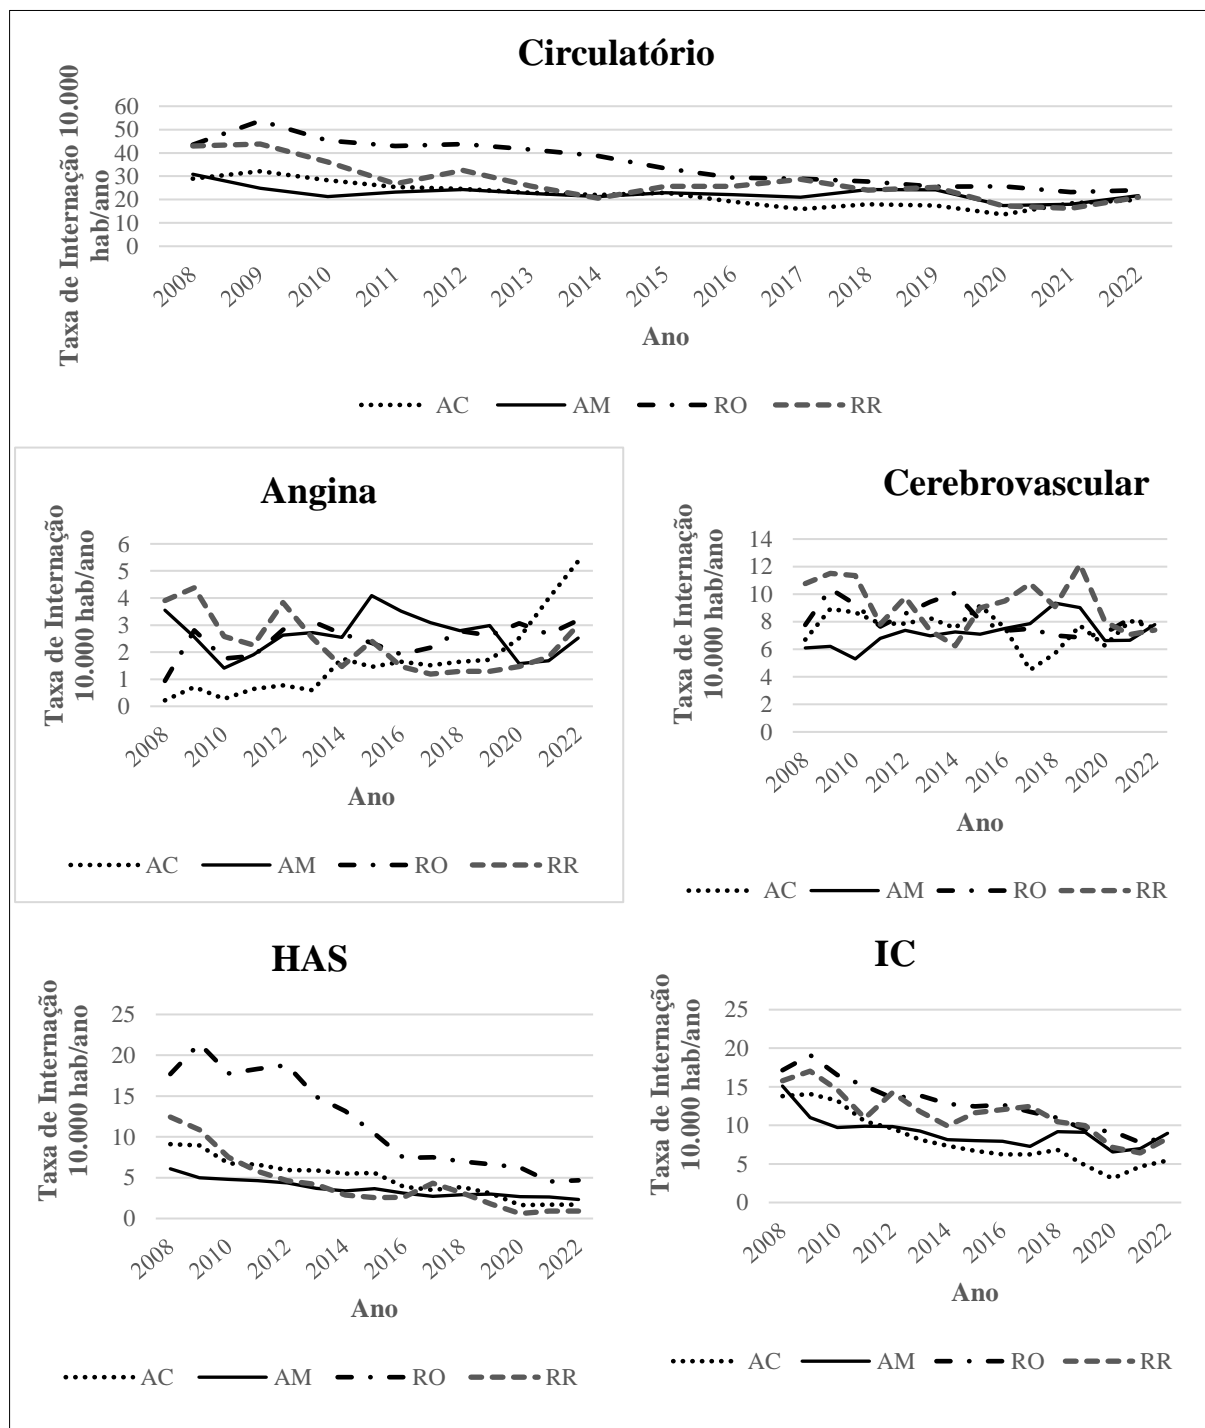 Circulatório
Taxa de Internação 10.000
hab/ano
60
50
40
30
20
10
0
2008 2009 2010 2011 2012 2013 2014 2015 2016 2017 2018 2019 2020 2021 2022
Ano
AC AM RO RR
Angina
Taxa de Internação
10.000 hab/ano
6
5
4
3
2
1
0
2008 2010 2012 2014 2016 2018 2020 2022
Ano
AC AM RO RR
Cerebrovascular
Taxa de Internação
10.000 hab/ano
14
12
10
8
6
4
2
0
2008 2010 2012 2014 2016 2018 2020 2022
Ano
AC AM RO RR
HAS
Taxa de Internação
10.000 hab/ano
25
20
15
10
5
0
2008 2010 2012 2014 2016 2018 2020 2022
Ano
AC AM RO RR
IC
Taxa de Internação
10.000 hab/ano
25
20
15
10
5
0
2008 2010 2012 2014 2016 2018 2020 2022
Ano
AC AM RO RR